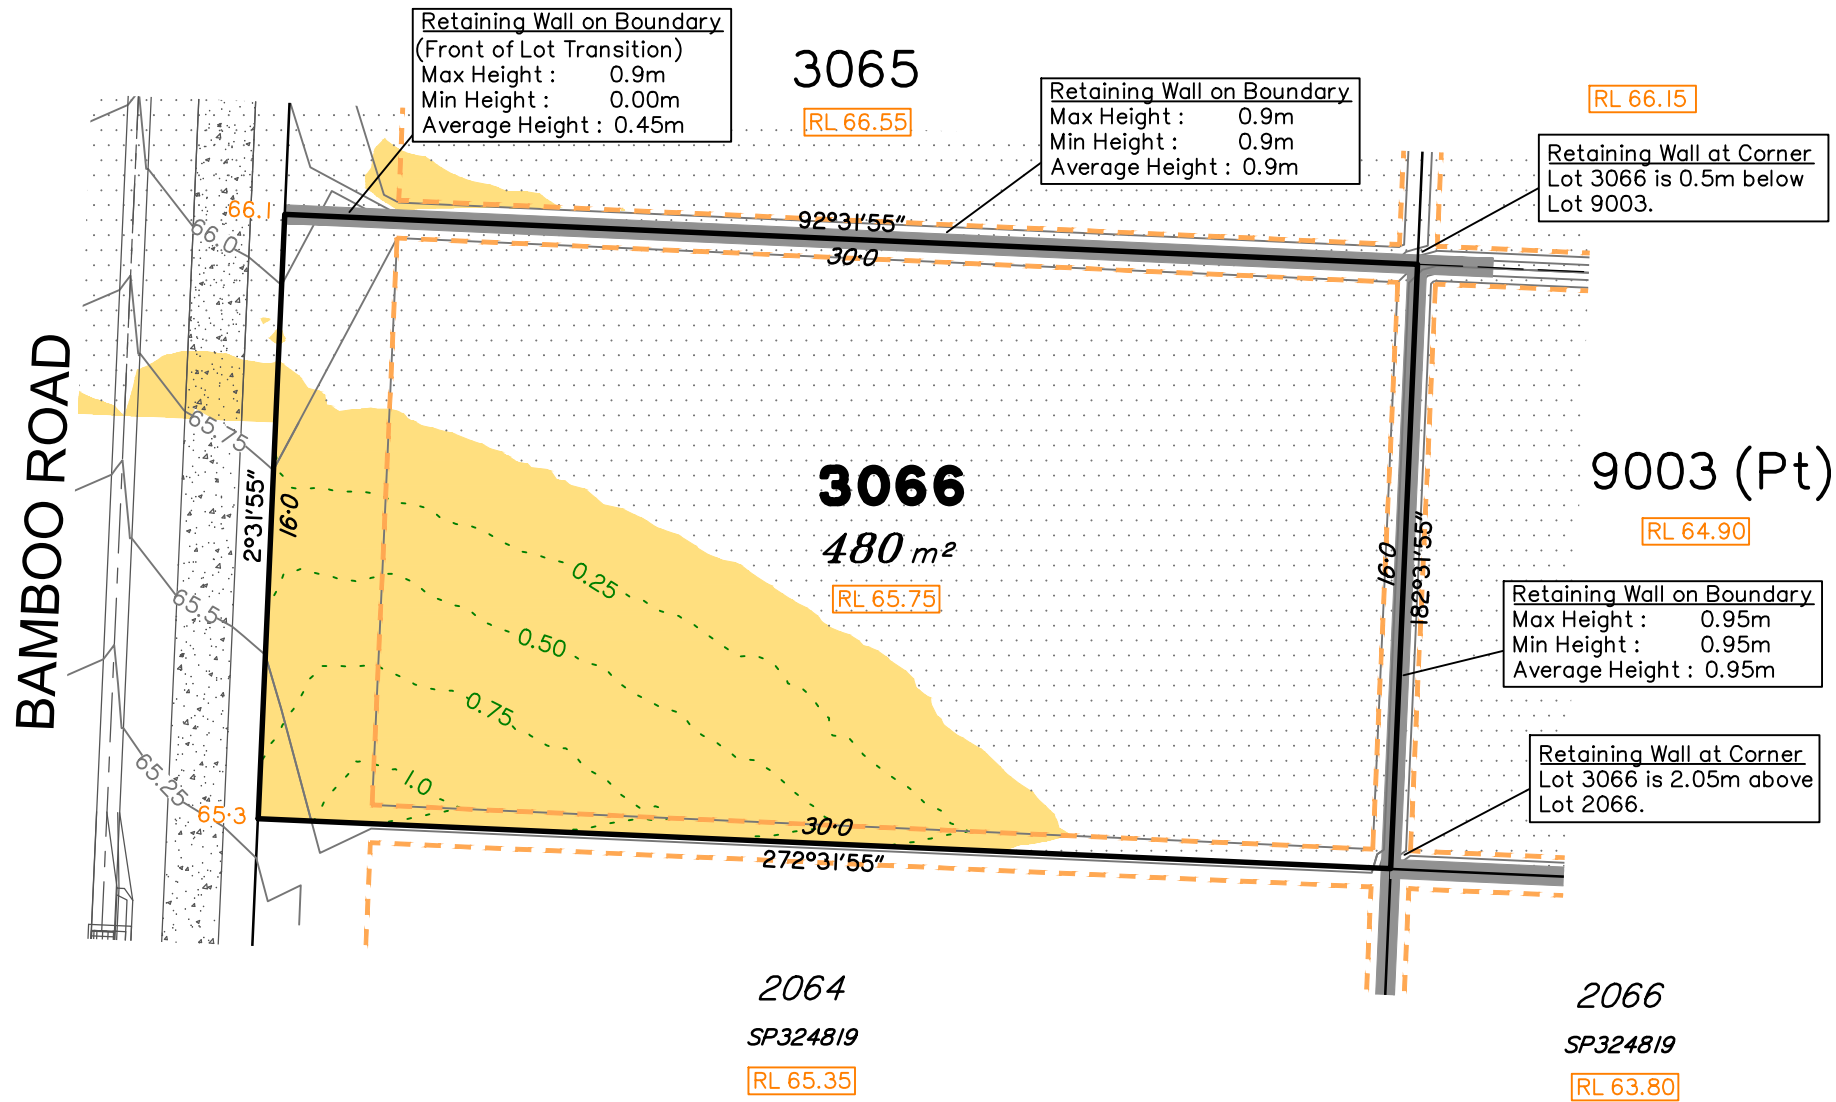 Retaining Wall on Boundary
(Front of Lot Transition)
Max Height : 0.9m
Min Height : 0.00m
Average Height : 0.45m
3065
RL 66.55
Retaining Wall on Boundary
Max Height : 0.9m
Min Height : 0.9m
Average Height : 0.9m
RL 66.15
Retaining Wall at Corner
Lot 3066 is 0.5m below
Lot 9003.
66.1
66.0
92°31'55"
30·0
BAMBOO ROAD
65.75
2°31'55"
16·0
3066
480 m²
RL 65.75
16·0
182°31'55"
9003 (Pt)
RL 64.90
0.25
0.50
0.75
1.0
65.5
Retaining Wall on Boundary
Max Height : 0.95m
Min Height : 0.95m
Average Height : 0.95m
Retaining Wall at Corner
Lot 3066 is 2.05m above
Lot 2066.
65.25
65·3
30·0
272°31'55"
2064
SP324819
RL 65.35
2066
SP324819
RL 63.80